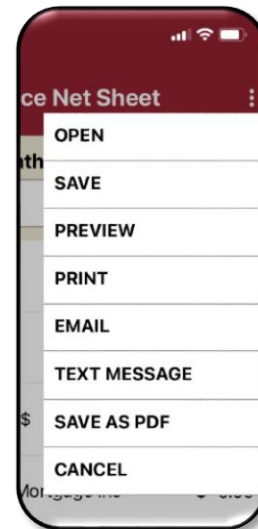 ce Net Sheet
OPEN
SAVE
PREVIEW
PRINT
EMAIL
TEXT MESSAGE
$ SAVE AS PDF
CANCEL